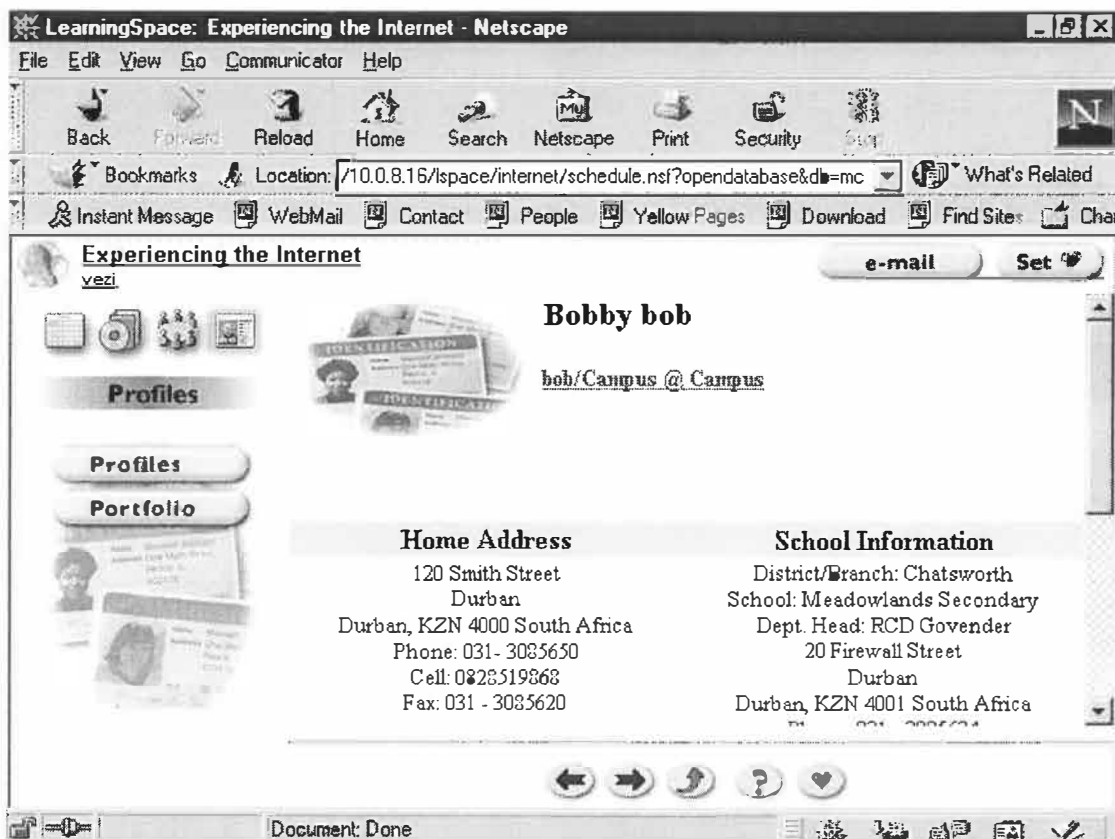 LearningSpace: Experiencing the Internet - Netscape
File Edit View Go Communicator Help
Back Forward Reload Home Search Netscape Print Security Stop
Bookmarks Location: /10.0.8.16/lspace/internet/schedule.nsf?opendatabase&db=mc What's Related
Instant Message WebMail Contact People Yellow Pages Download Find Sites Cha
Experiencing the Internet
vezi
e-mail Set
IDENTIFICATION
Bobby bob
bob/Campus @ Campus
Profiles
Profiles
Portfolio
Home Address
120 Smith Street
Durban
Durban, KZN 4000 South Africa
Phone: 031- 3085650
Cell: 0828519868
Fax: 031 - 3085620
School Information
District/Branch: Chatsworth
School: Meadowlands Secondary
Dept. Head: RCD Govender
20 Firewall Street
Durban
Durban, KZN 4001 South Africa
Document: Done